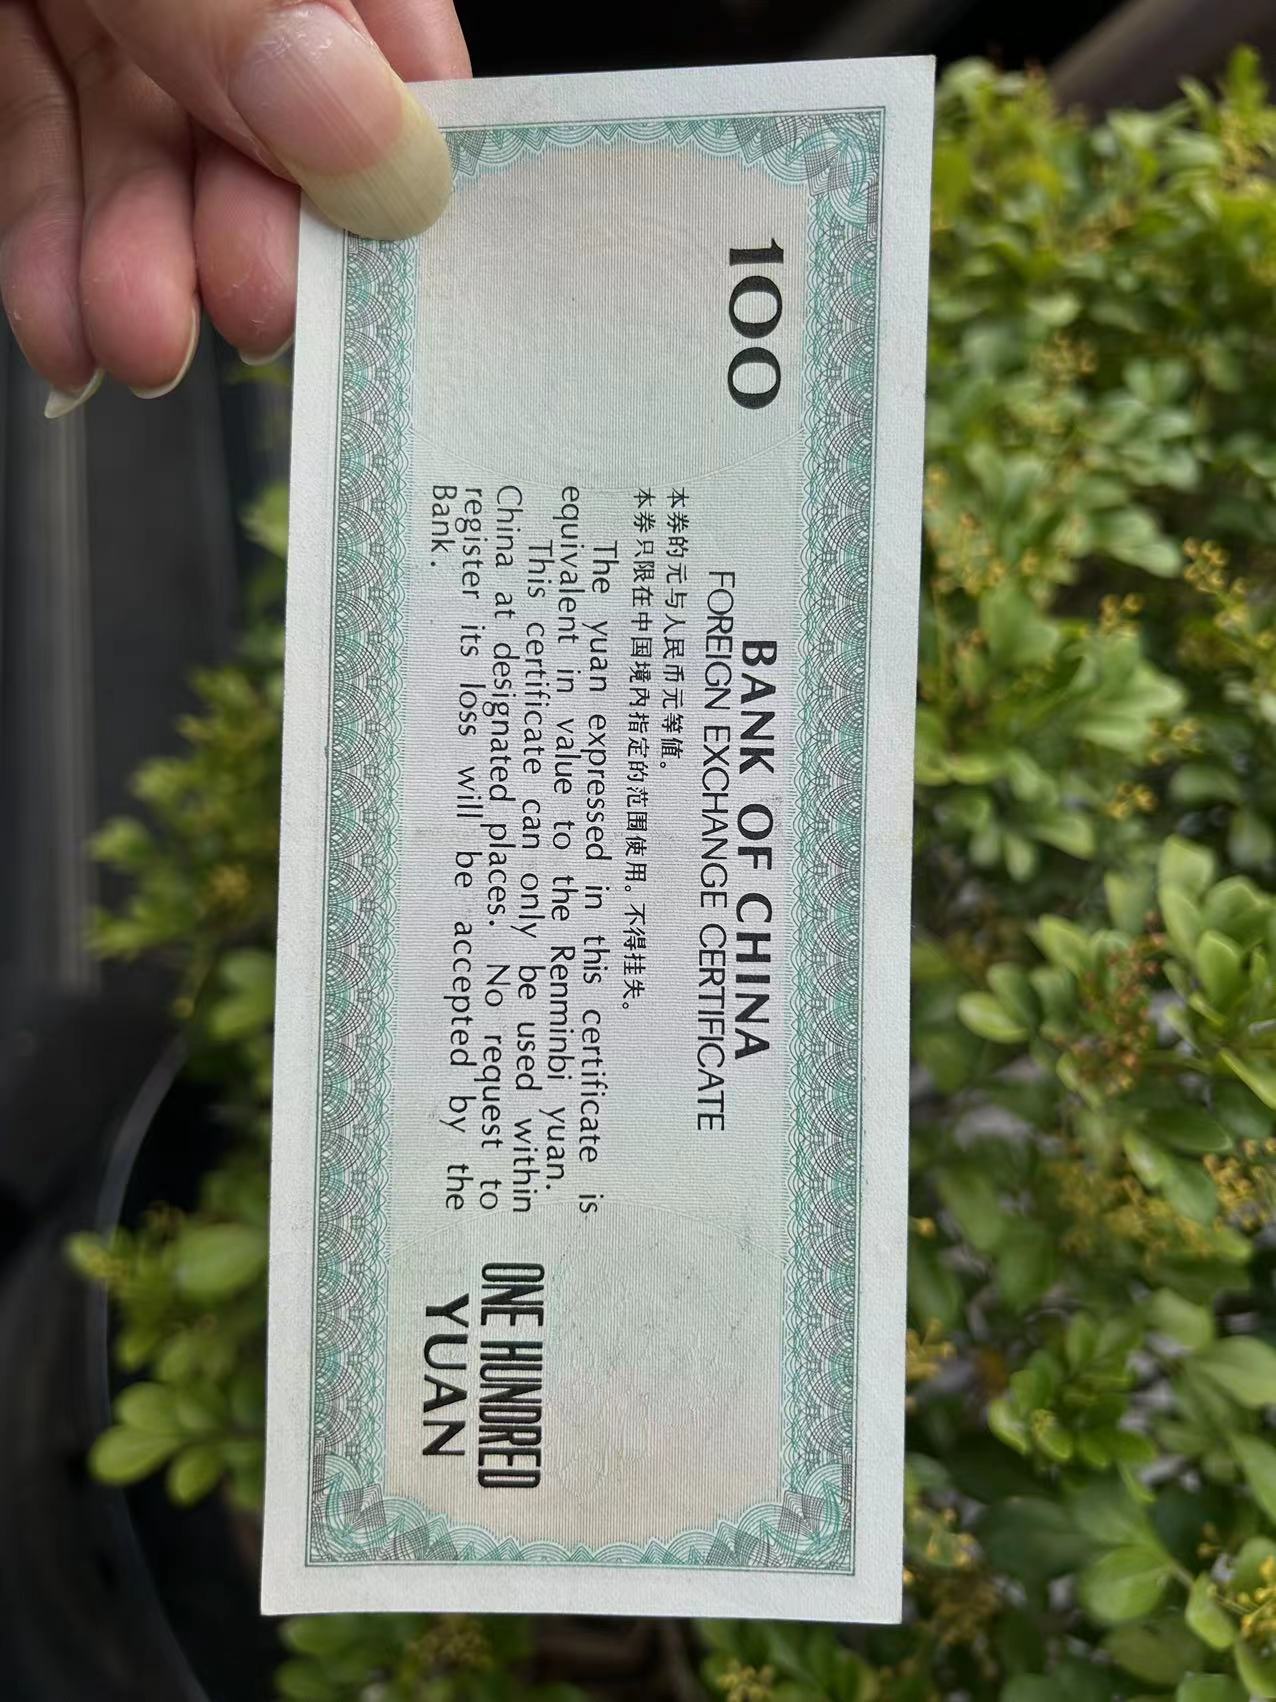 100
BANK OF CHINA
FOREIGN EXCHANGE CERTIFICATE
本券的元与人民币元等值。
本券只限在中国境内指定的范围使用。不得挂失。
The yuan expressed in this certificate is
equivalent in value to the Renminbi yuan.
This certificate can only be used within
China at designated places. No request to
register its loss will be accepted by the
Bank.
ONE HUNDRED
YUAN